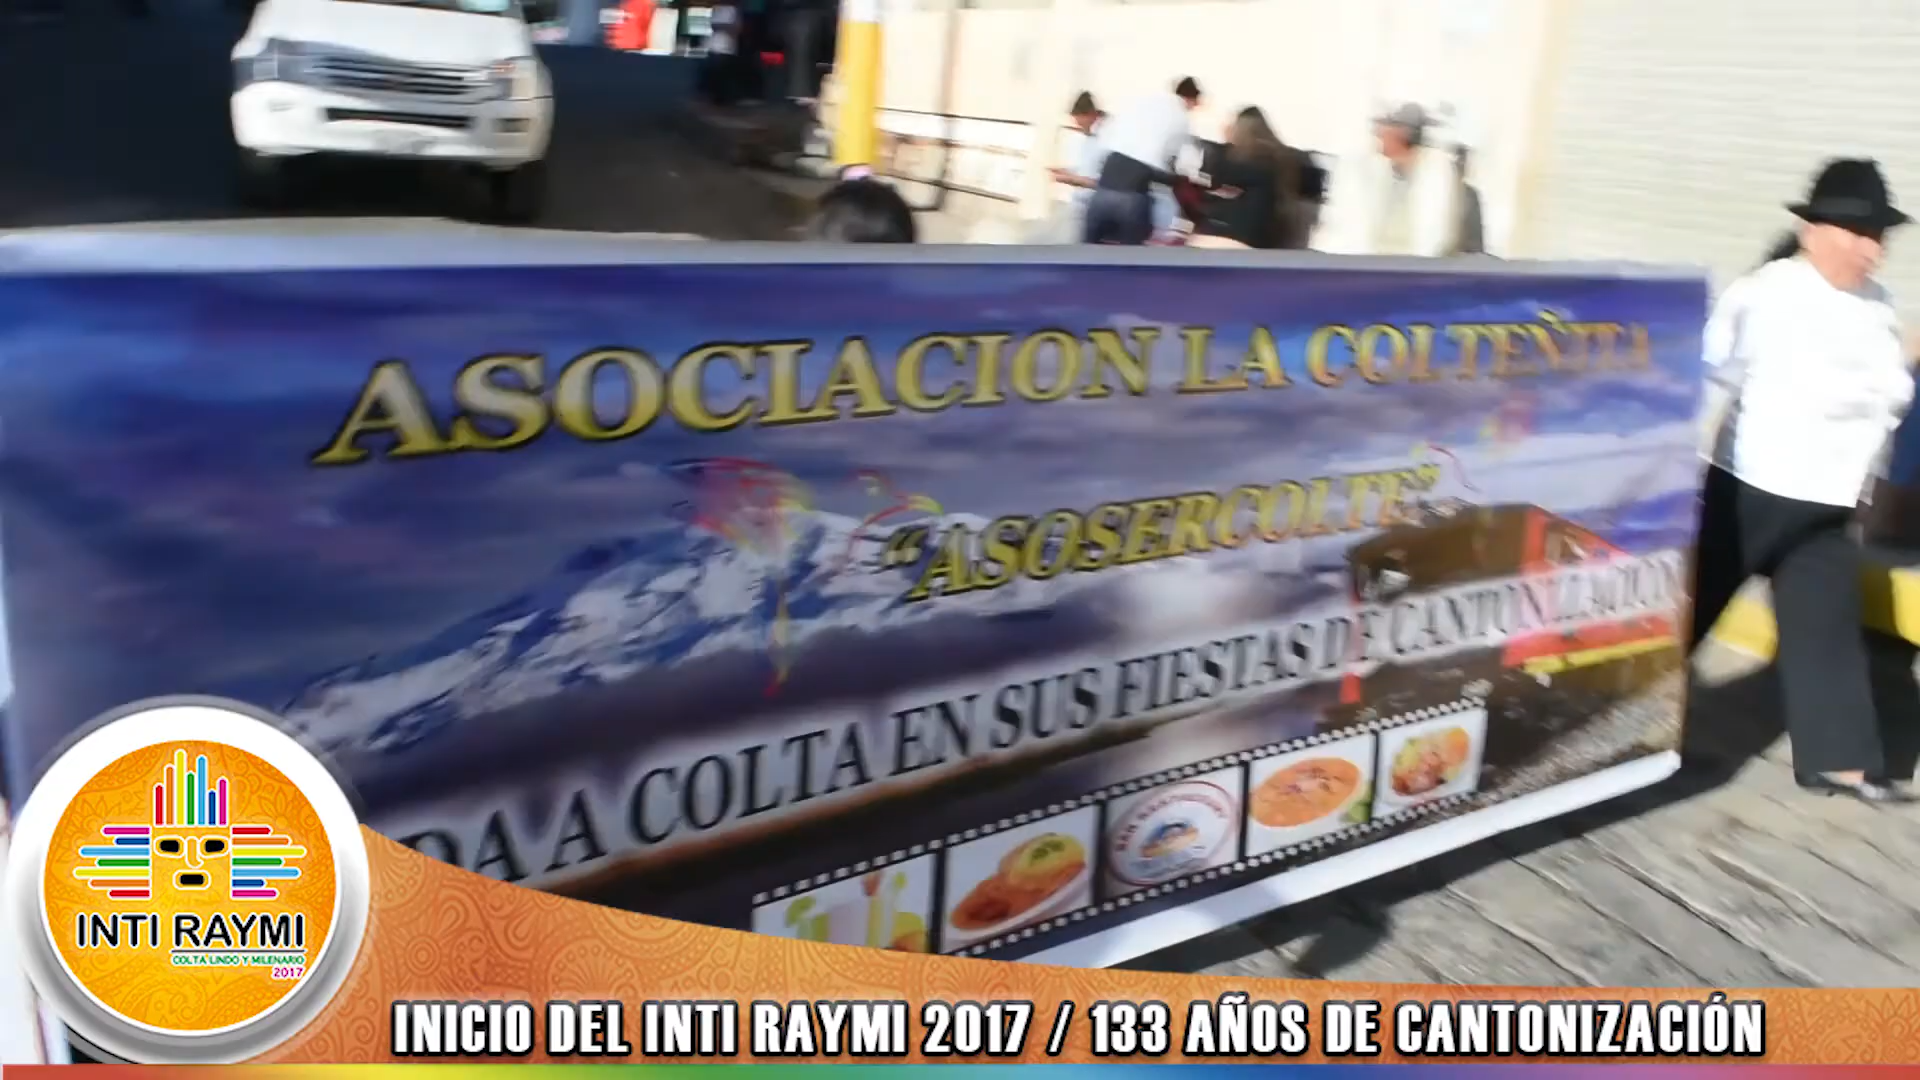 ASOCIACION LA COLTEÑITA
"ASOSERCOLTE"
DA A COLTA EN SUS FIESTAS DE CANTONIZACION
INTI RAYMI
COLTA LINDO Y MILENARIO
2017
INICIO DEL INTI RAYMI 2017 / 133 AÑOS DE CANTONIZACIÓN